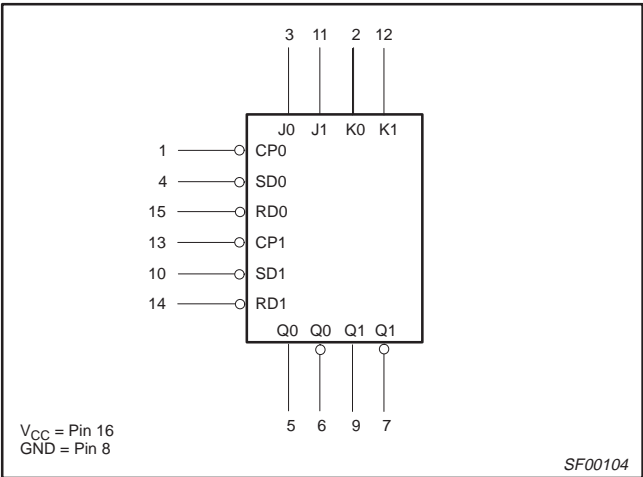 3 11 2 12
J0 J1 K0 K1
1 CP0
4 SD0
15 RD0
13 CP1
10 SD1
14 RD1
Q0 Q0 Q1 Q1
5 6 9 7
VCC = Pin 16
GND = Pin 8
SF00104